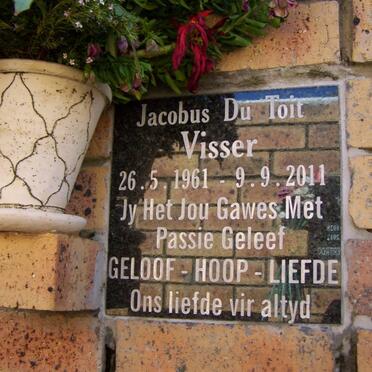 Jacobus Du Toit
Visser
26.5.1961 - 9.9.2011
Jy Het Jou Gawes Met
Passie Geleef
GELOOF - HOOP - LIEFDE
Ons liefde vir altyd